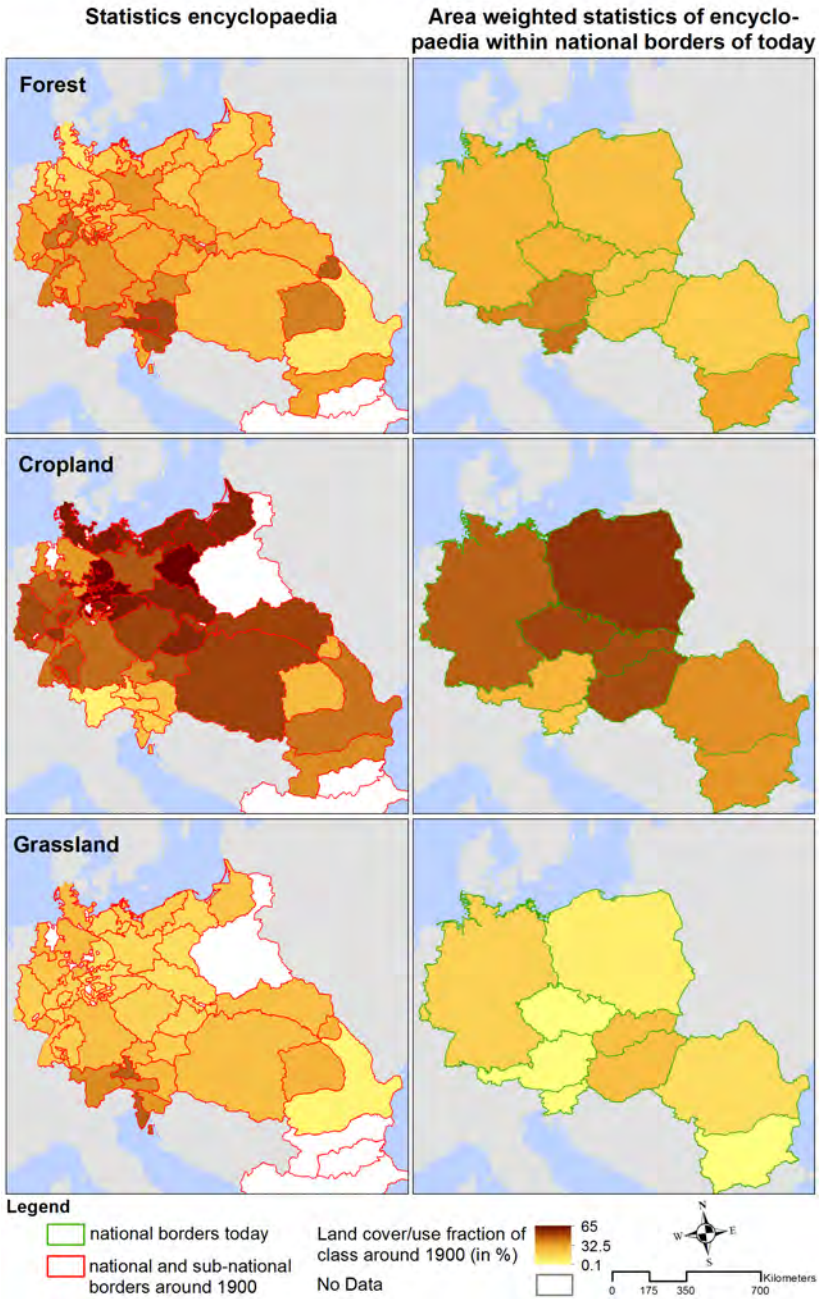 Statistics encyclopaedia
Area weighted statistics of encyclo-
paedia within national borders of today
Forest
Cropland
Grassland
Legend
national borders today
national and sub-national
borders around 1900
Land cover/use fraction of
class around 1900 (in %)
No Data
65
32.5
0.1
N
W E
S
Kilometers
0 175 350 700